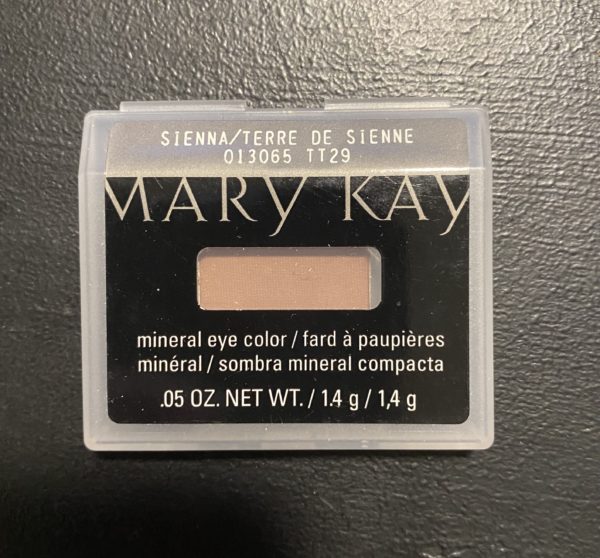 SIENNA/TERRE DE SIENNE
013065 TT29
MARY KAY
mineral eye color / fard à paupières
minéral / sombra mineral compacta
.05 OZ. NET WT. / 1.4 g / 1,4 g